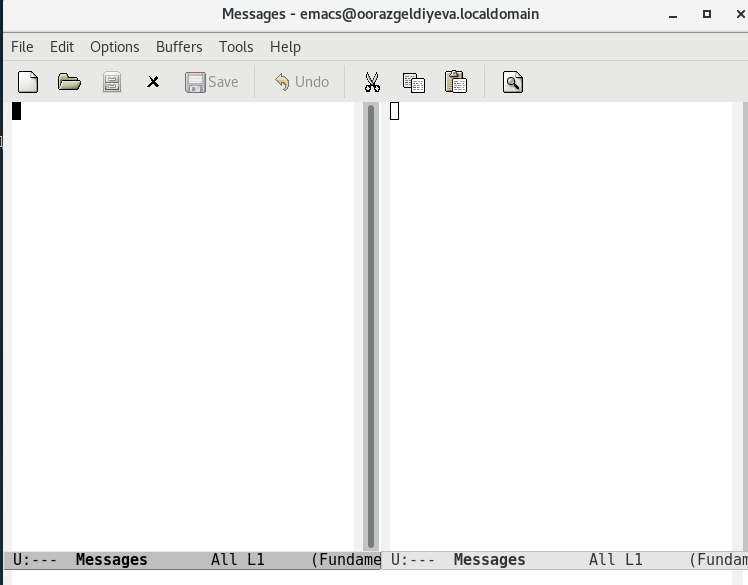 Messages - emacs@oorazgeldiyeva.localdomain
File Edit Options Buffers Tools Help
Save Undo
U:--- Messages All L1 (Fundame
U:--- Messages All L1 (Fundam